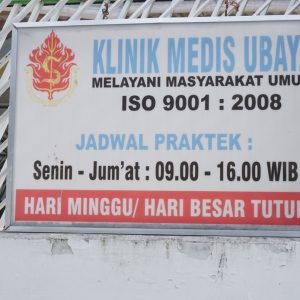 KLINIK MEDIS UBAYA
MELAYANI MASYARAKAT UMU
ISO 9001 : 2008
JADWAL PRAKTEK :
Senin - Jum'at : 09.00 - 16.00 WIB
HARI MINGGU/ HARI BESAR TUTU